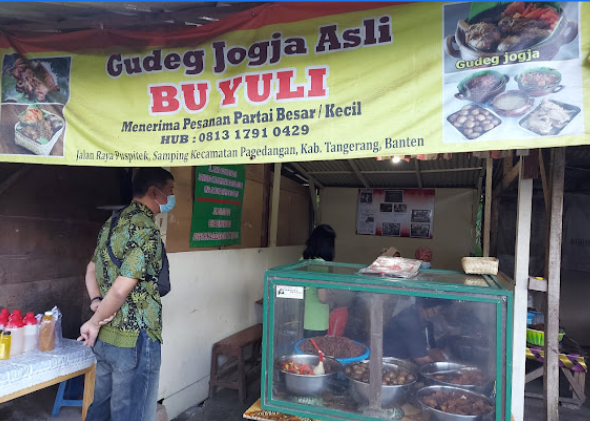 Gudeg Jogja Asli
BU YULI
Menerima Pesanan Partai Besar / Kecil
HUB : 0813 1791 0429
Jalan Raya Puspitek, Samping Kecamatan Pagedangan, Kab. Tangerang, Banten
Gudeg jogja